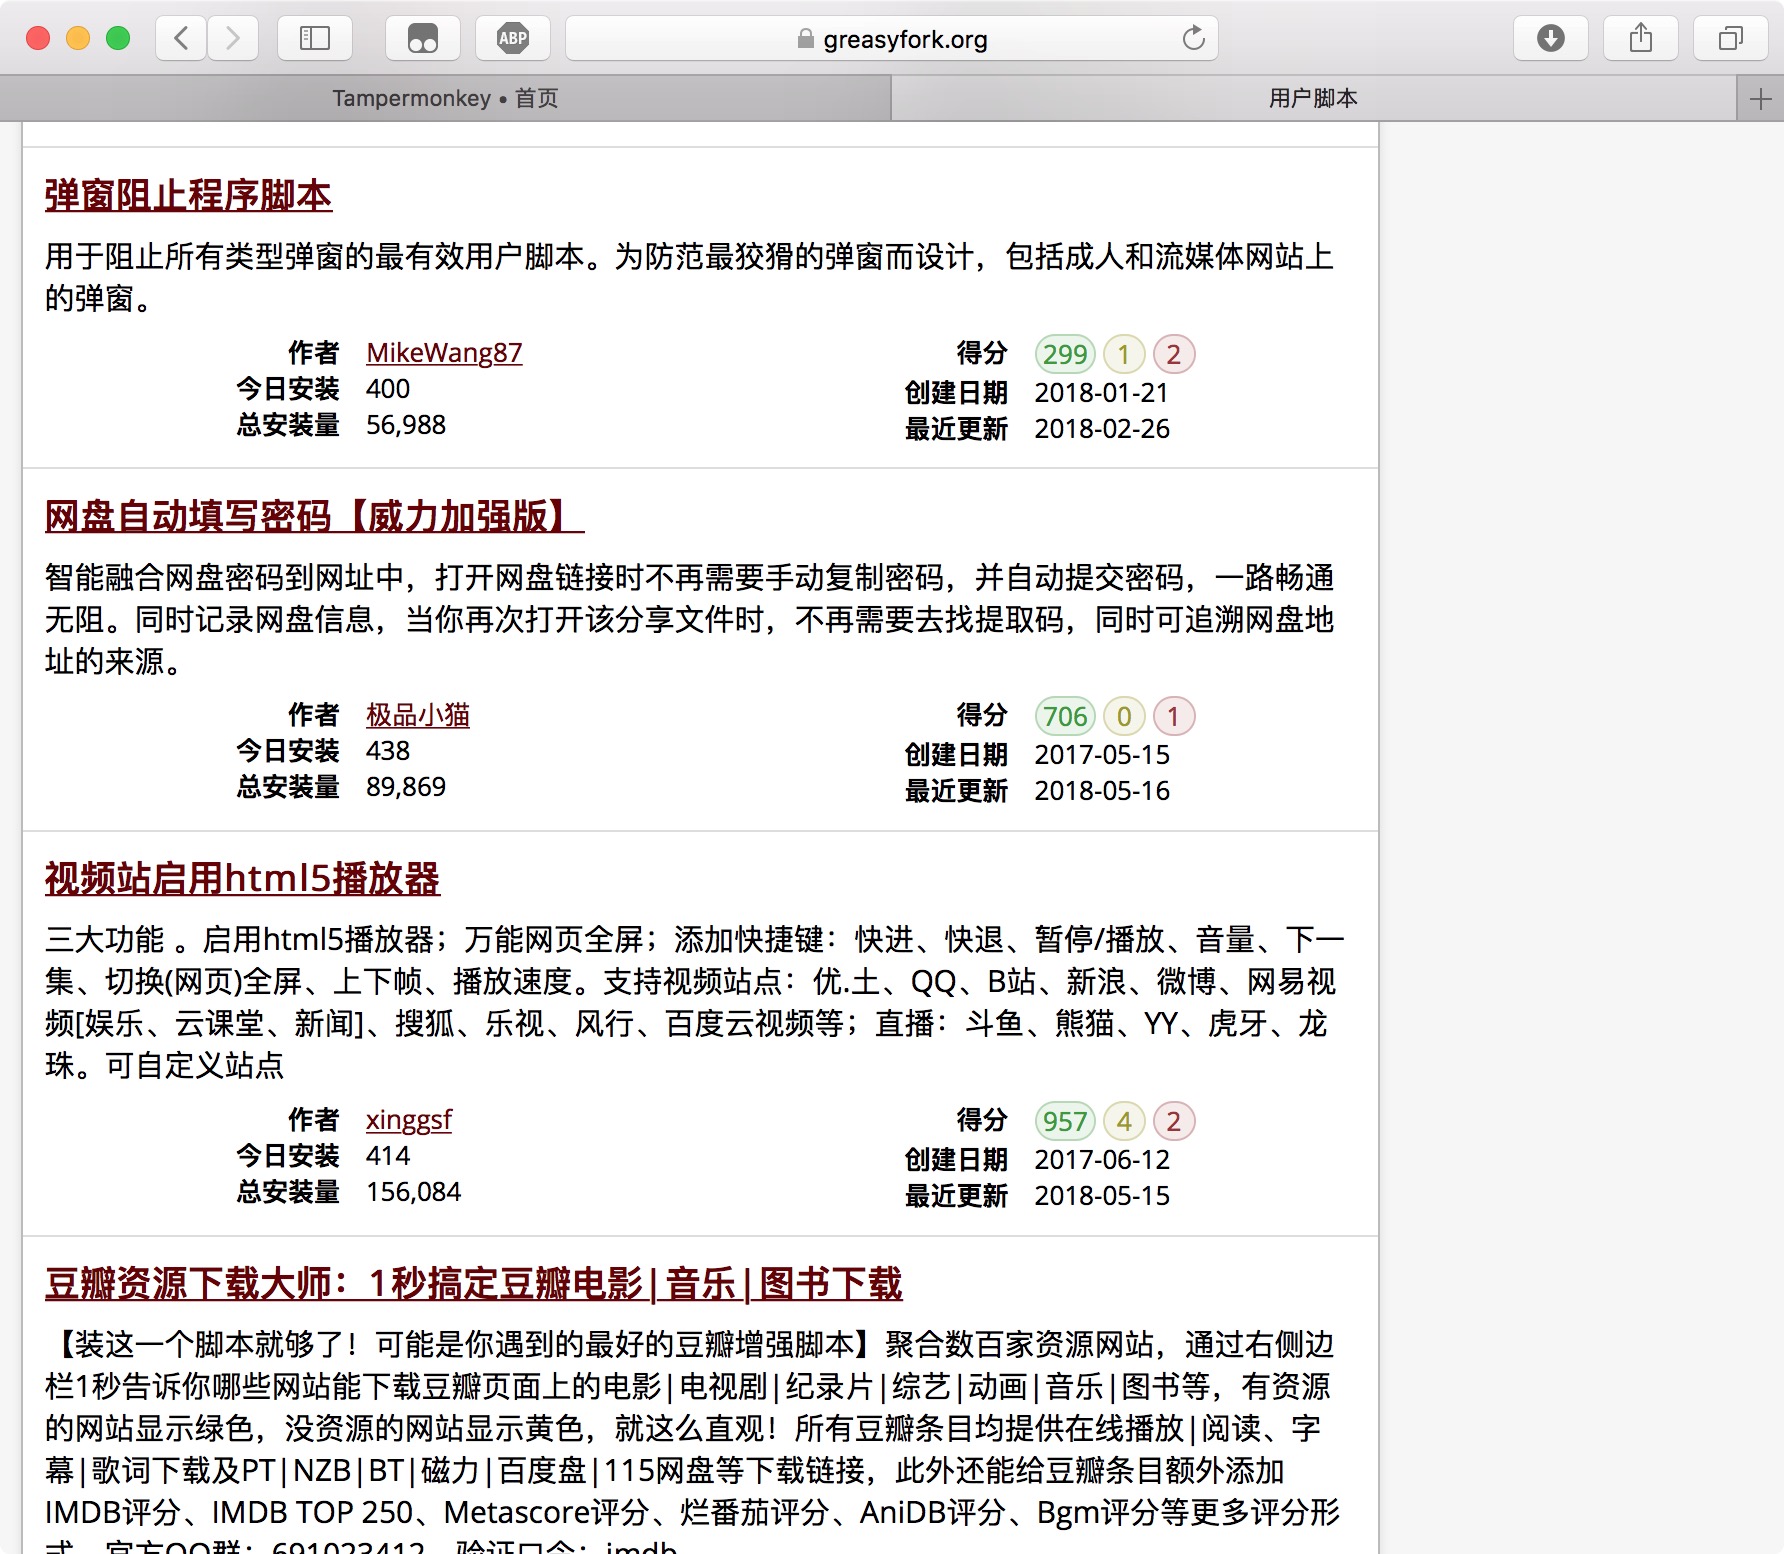 ABP
greasyfork.org
Tampermonkey • 首页
用户脚本
弹窗阻止程序脚本
用于阻止所有类型弹窗的最有效用户脚本。为防范最狡猾的弹窗而设计，包括成人和流媒体网站上
的弹窗。
作者 MikeWang87
今日安装 400
总安装量 56,988
得分 299 1 2
创建日期 2018-01-21
最近更新 2018-02-26
网盘自动填写密码【威力加强版】
智能融合网盘密码到网址中，打开网盘链接时不再需要手动复制密码，并自动提交密码，一路畅通
无阻。同时记录网盘信息，当你再次打开该分享文件时，不再需要去找提取码，同时可追溯网盘地
址的来源。
作者 极品小猫
今日安装 438
总安装量 89,869
得分 706 0 1
创建日期 2017-05-15
最近更新 2018-05-16
视频站启用html5播放器
三大功能 。启用html5播放器；万能网页全屏；添加快捷键：快进、快退、暂停/播放、音量、下一
集、切换(网页)全屏、上下帧、播放速度。支持视频站点：优.土、QQ、B站、新浪、微博、网易视
频[娱乐、云课堂、新闻]、搜狐、乐视、风行、百度云视频等；直播：斗鱼、熊猫、YY、虎牙、龙
珠。可自定义站点
作者 xinggsf
今日安装 414
总安装量 156,084
得分 957 4 2
创建日期 2017-06-12
最近更新 2018-05-15
豆瓣资源下载大师：1秒搞定豆瓣电影|音乐|图书下载
【装这一个脚本就够了！可能是你遇到的最好的豆瓣增强脚本】聚合数百家资源网站，通过右侧边
栏1秒告诉你哪些网站能下载豆瓣页面上的电影|电视剧|纪录片|综艺|动画|音乐|图书等，有资源
的网站显示绿色，没资源的网站显示黄色，就这么直观！所有豆瓣条目均提供在线播放|阅读、字
幕|歌词下载及PT|NZB|BT|磁力|百度盘|115网盘等下载链接，此外还能给豆瓣条目额外添加
IMDB评分、IMDB TOP 250、Metascore评分、烂番茄评分、AniDB评分、Bgm评分等更多评分形
式。官方QQ群：691023412，验证口令：imdb